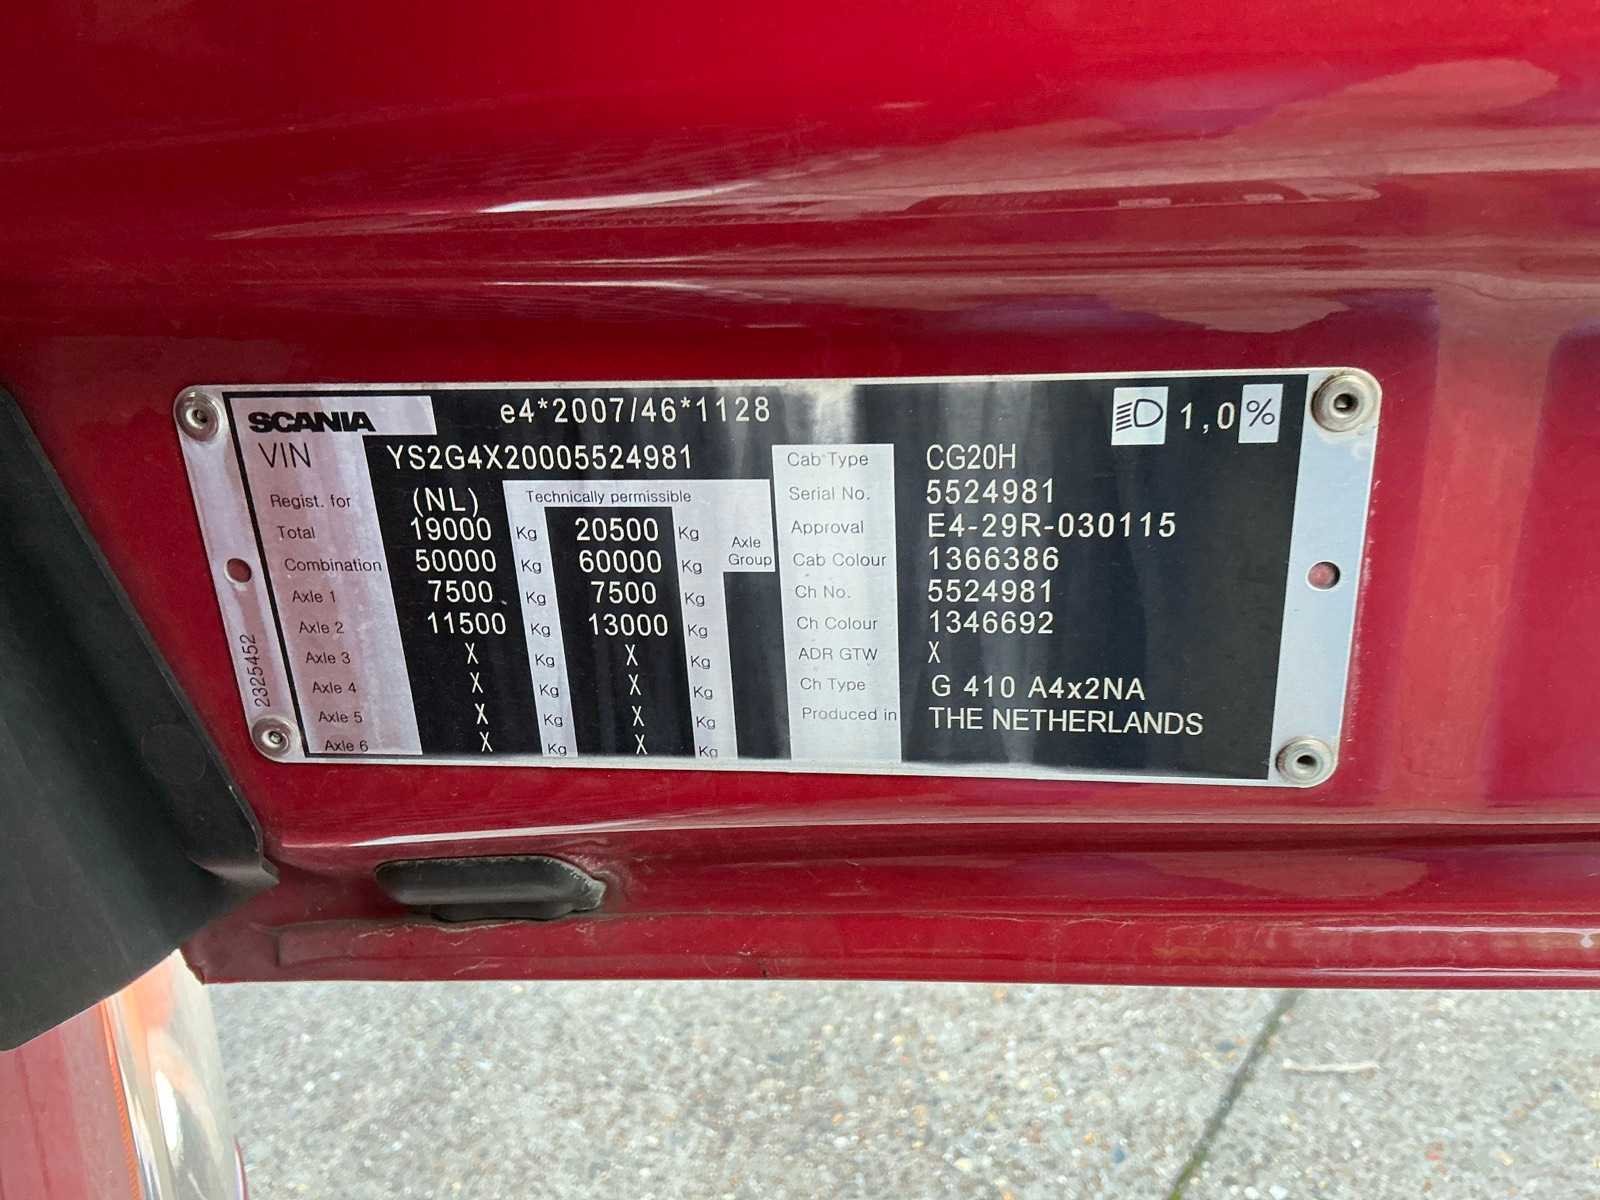 SCANIA e4*2007/46*1128 1,0 %
VIN YS2G4X20005524981 Cab Type CG20H
Regist. for (NL) Technically permissible Serial No. 5524981
Total 19000 Kg 20500 Kg Axle Group Approval E4-29R-030115
Combination 50000 Kg 60000 Kg Cab Colour 1366386
Axle 1 7500 Kg 7500 Kg Ch No. 5524981
Axle 2 11500 Kg 13000 Kg Ch Colour 1346692
Axle 3 X Kg X Kg ADR GTW X
Axle 4 X Kg X Kg Ch Type G 410 A4x2NA
Axle 5 X Kg X Kg Produced in THE NETHERLANDS
Axle 6 X Kg X Kg
2325452